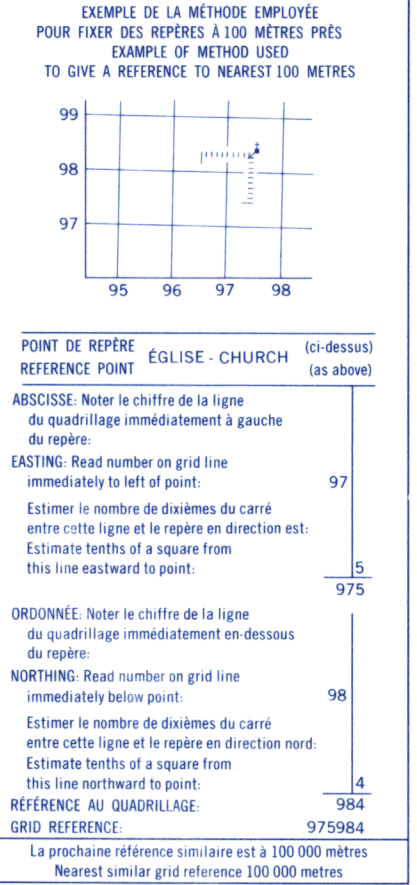 EXEMPLE DE LA MÉTHODE EMPLOYÉE
POUR FIXER DES REPÈRES À 100 MÈTRES PRÈS
EXAMPLE OF METHOD USED
TO GIVE A REFERENCE TO NEAREST 100 METRES
99
98
97
95 96 97 98
POINT DE REPÈRE
REFERENCE POINT
ÉGLISE - CHURCH
(ci-dessus)
(as above)
ABSCISSE: Noter le chiffre de la ligne
du quadrillage immédiatement à gauche
du repère:
EASTING: Read number on grid line
immediately to left of point: 97
Estimer le nombre de dixièmes du carré
entre cette ligne et le repère en direction est:
Estimate tenths of a square from
this line eastward to point: 5
975
ORDONNÉE: Noter le chiffre de la ligne
du quadrillage immédiatement en-dessous
du repère:
NORTHING: Read number on grid line
immediately below point: 98
Estimer le nombre de dixièmes du carré
entre cette ligne et le repère en direction nord:
Estimate tenths of a square from
this line northward to point: 4
RÉFÉRENCE AU QUADRILLAGE: 984
GRID REFERENCE: 975984
La prochaine référence similaire est à 100 000 mètres
Nearest similar grid reference 100 000 metres